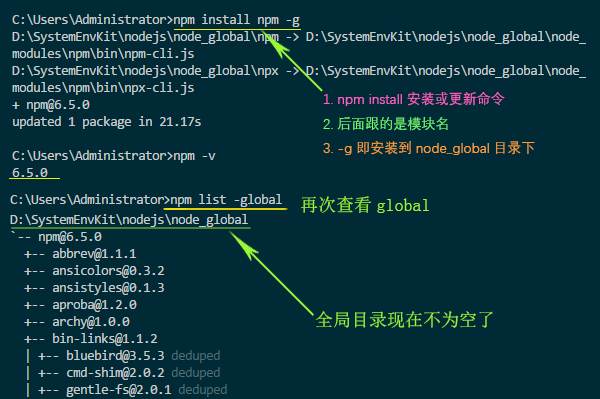 C:\Users\Administrator>npm install npm -g
D:\SystemEnvKit\nodejs\node_global\npm -> D:\SystemEnvKit\nodejs\node_global\node_
modules\npm\bin\npm-cli.js
D:\SystemEnvKit\nodejs\node_global\npx -> D:\SystemEnvKit\nodejs\node_global\node_
modules\npm\bin\npx-cli.js
+ npm@6.5.0
updated 1 package in 21.17s
1. npm install 安装或更新命令
2. 后面跟的是模块名
3. -g 即安装到 node_global 目录下
C:\Users\Administrator>npm -v
6.5.0
C:\Users\Administrator>npm list -global
再次查看 global
D:\SystemEnvKit\nodejs\node_global
`-- npm@6.5.0
+-- abbrev@1.1.1
+-- ansicolors@0.3.2
+-- ansistyles@0.1.3
+-- aproba@1.2.0
+-- archy@1.0.0
全局目录现在不为空了
+-- bin-links@1.1.2
| +-- bluebird@3.5.3 deduped
| +-- cmd-shim@2.0.2 deduped
| +-- gentle-fs@2.0.1 deduped